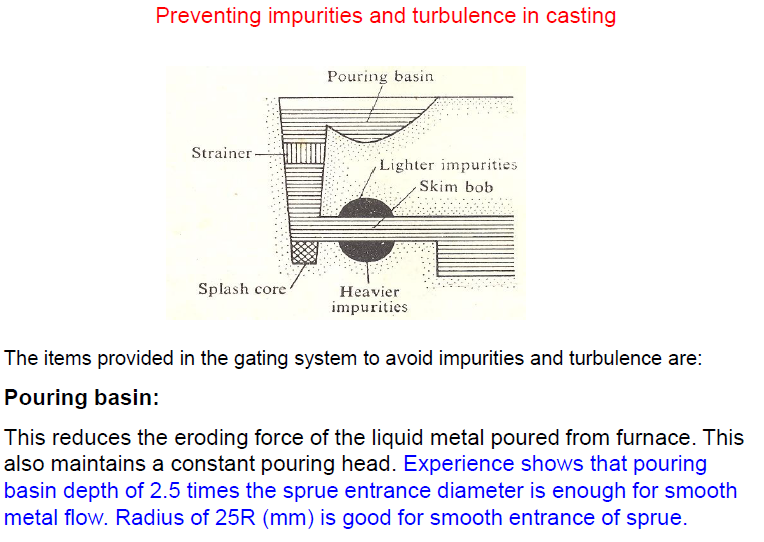 Preventing impurities and turbulence in casting
Pouring basin
Strainer
Lighter impurities
Skim bob
Splash core
Heavier
impurities
The items provided in the gating system to avoid impurities and turbulence are:
Pouring basin:
This reduces the eroding force of the liquid metal poured from furnace. This
also maintains a constant pouring head. Experience shows that pouring
basin depth of 2.5 times the sprue entrance diameter is enough for smooth
metal flow. Radius of 25R (mm) is good for smooth entrance of sprue.